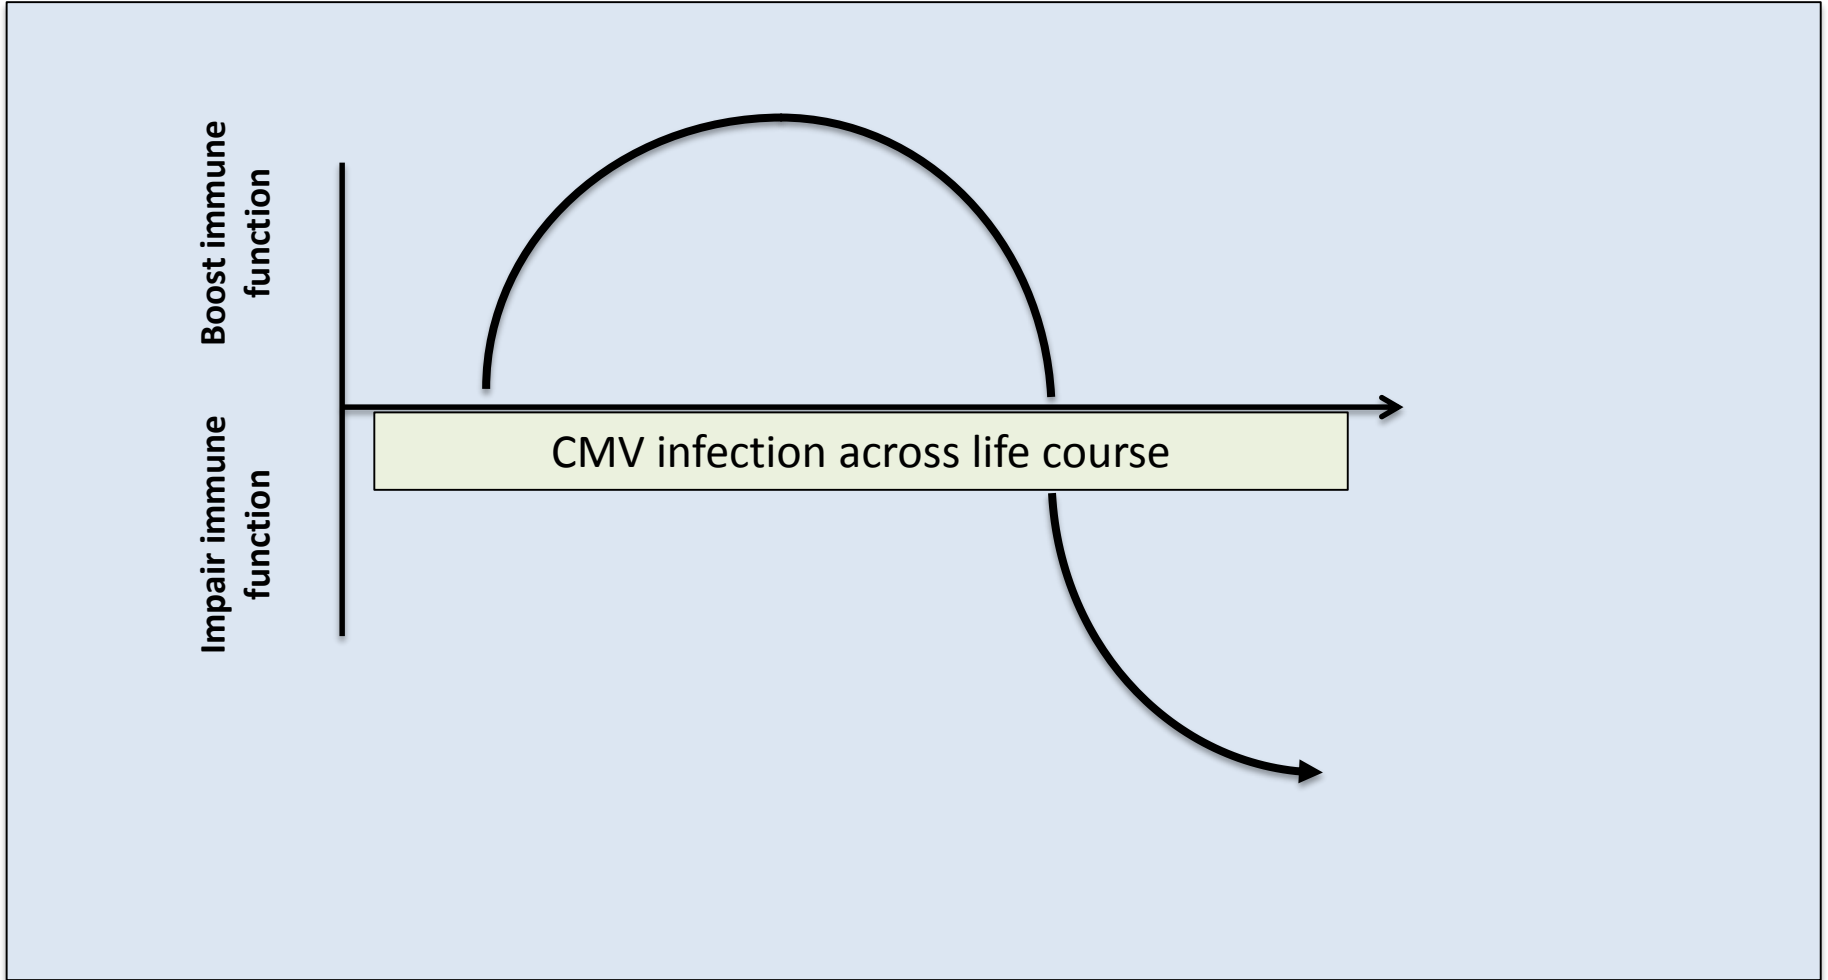 Boost immune
function
Impair immune
function
CMV infection across life course